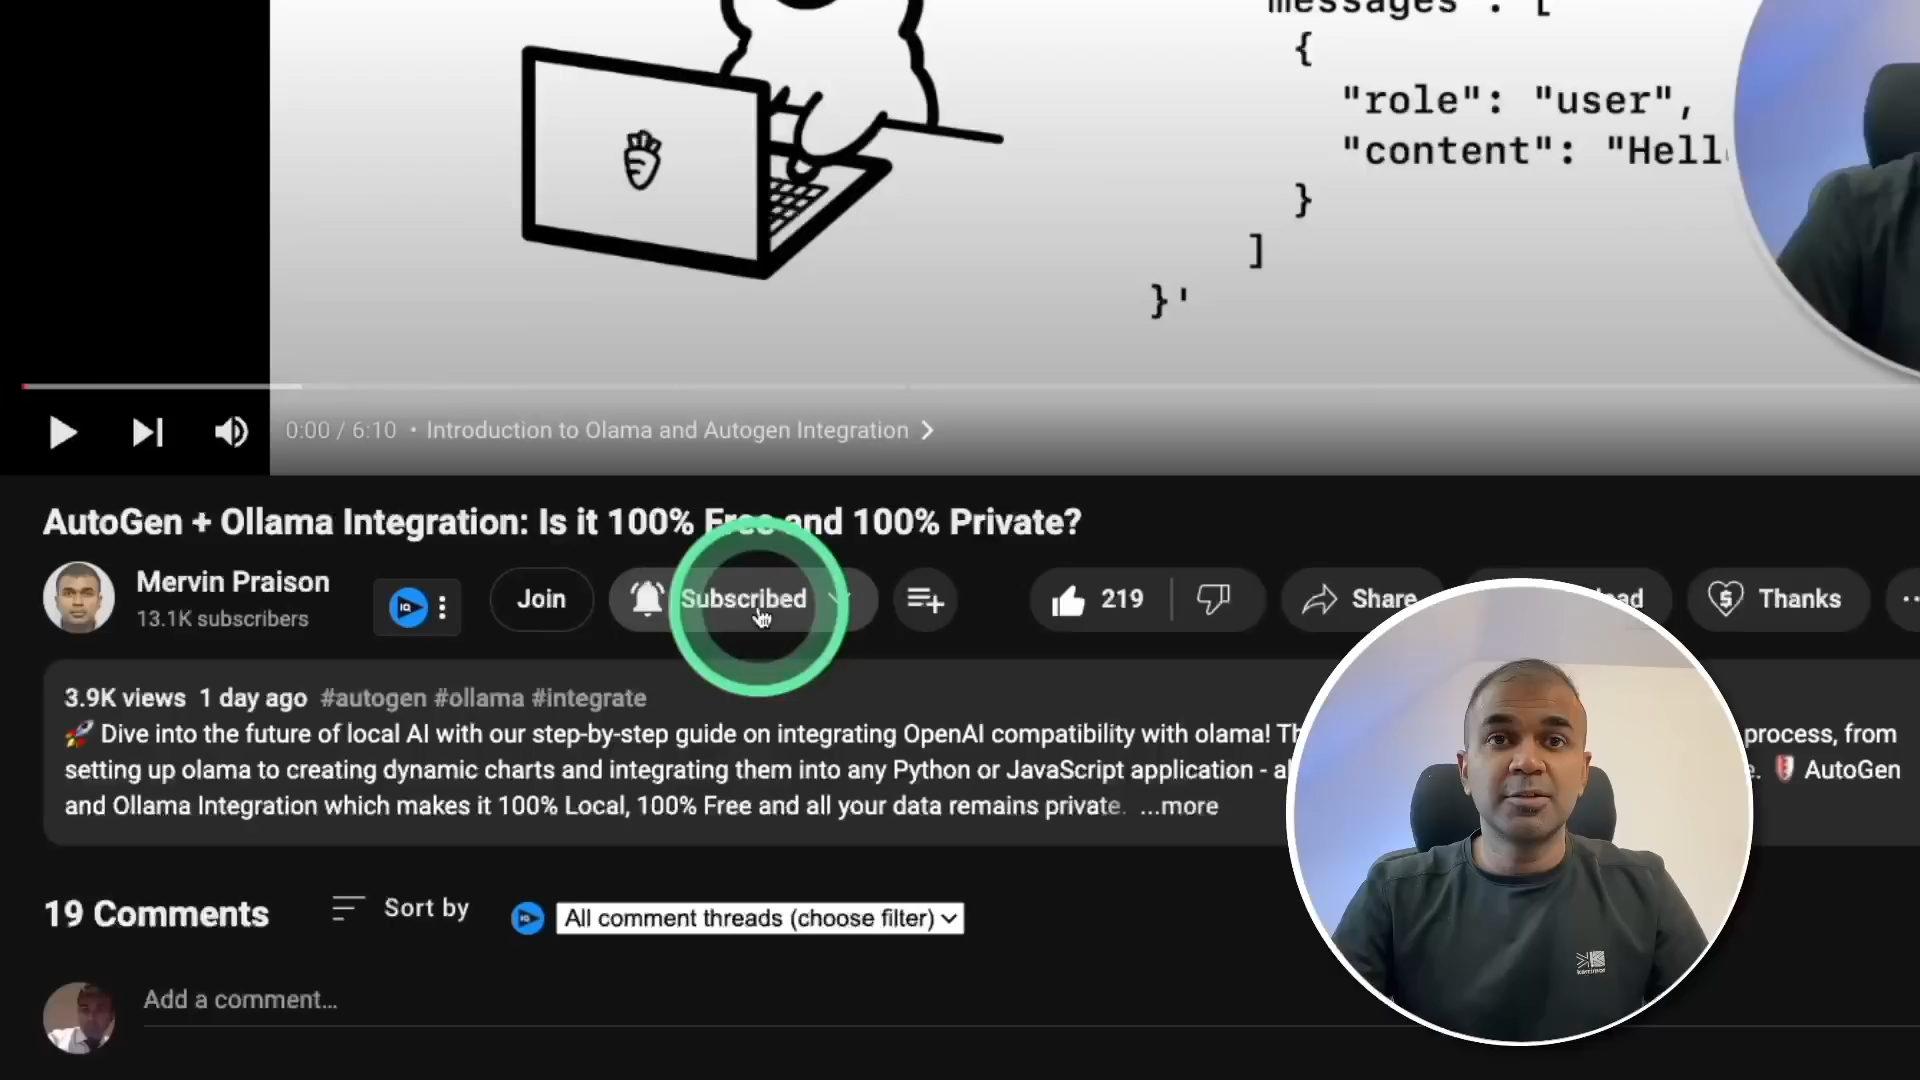 messages": [
{
"role": "user",
"content": "Hell
}
]
}'
0:00 / 6:10 • Introduction to Olama and Autogen Integration >
AutoGen + Ollama Integration: Is it 100% Free and 100% Private?
Mervin Praison
13.1K subscribers
Join
Subscribed
219
Share
Thanks
3.9K views 1 day ago #autogen #ollama #integrate
🚀 Dive into the future of local AI with our step-by-step guide on integrating OpenAI compatibility with olama! Th process, from
setting up olama to creating dynamic charts and integrating them into any Python or JavaScript application - al e. AutoGen
and Ollama Integration which makes it 100% Local, 100% Free and all your data remains private. ...more
19 Comments
Sort by
All comment threads (choose filter)
Add a comment...